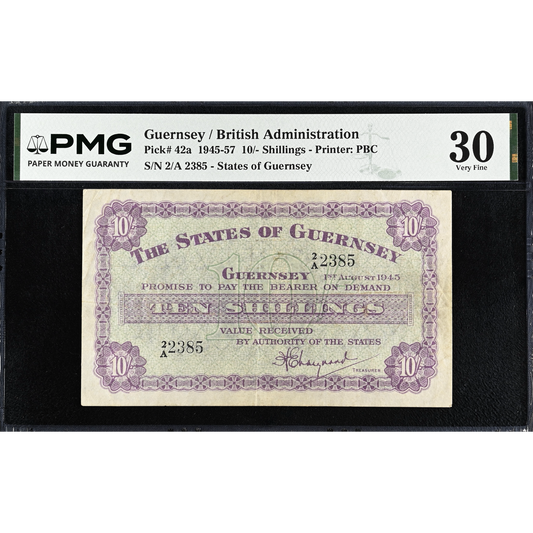 PMG
PAPER MONEY GUARANTY
Guernsey / British Administration
Pick# 42a 1945-57 10/- Shillings - Printer: PBC
S/N 2/A 2385 - States of Guernsey
30
Very Fine
10/-
10/-
THE STATES OF GUERNSEY
2/A 2385
GUERNSEY 1ST AUGUST 1945
PROMISE TO PAY THE BEARER ON DEMAND
TEN SHILLINGS
VALUE RECEIVED
BY AUTHORITY OF THE STATES
2/A 2385
TREASURER.
10/-
10/-